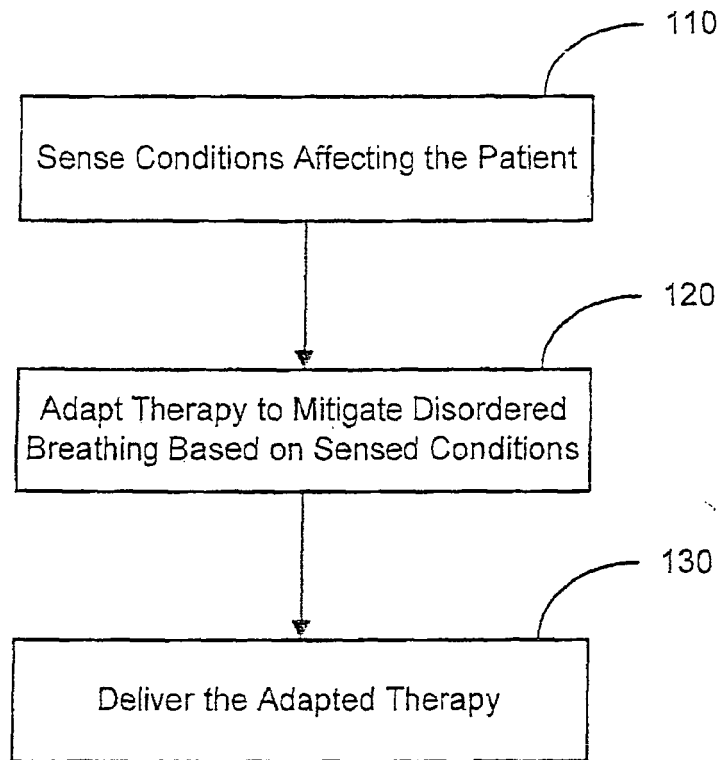 110
Sense Conditions Affecting the Patient
120
Adapt Therapy to Mitigate Disordered
Breathing Based on Sensed Conditions
130
Deliver the Adapted Therapy